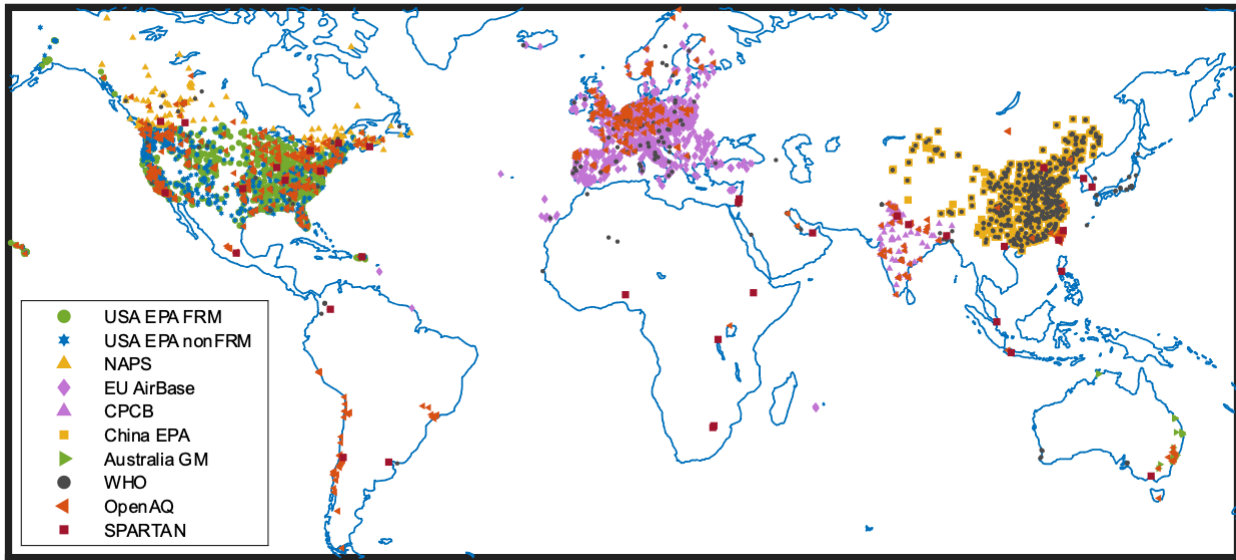 USA EPA FRM
USA EPA nonFRM
NAPS
EU AirBase
CPCB
China EPA
Australia GM
WHO
OpenAQ
SPARTAN